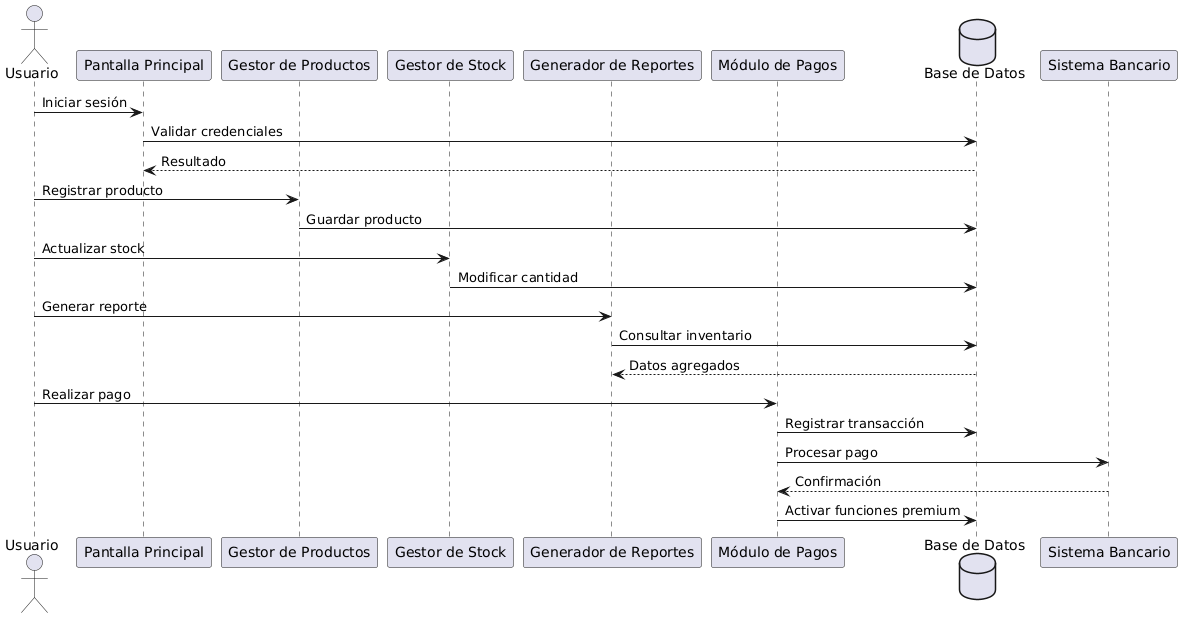 Usuario
Pantalla Principal
Gestor de Productos
Gestor de Stock
Generador de Reportes
Módulo de Pagos
Base de Datos
Sistema Bancario
Iniciar sesión
Validar credenciales
Resultado
Registrar producto
Guardar producto
Actualizar stock
Modificar cantidad
Generar reporte
Consultar inventario
Datos agregados
Realizar pago
Registrar transacción
Procesar pago
Confirmación
Activar funciones premium
Usuario
Pantalla Principal
Gestor de Productos
Gestor de Stock
Generador de Reportes
Módulo de Pagos
Base de Datos
Sistema Bancario